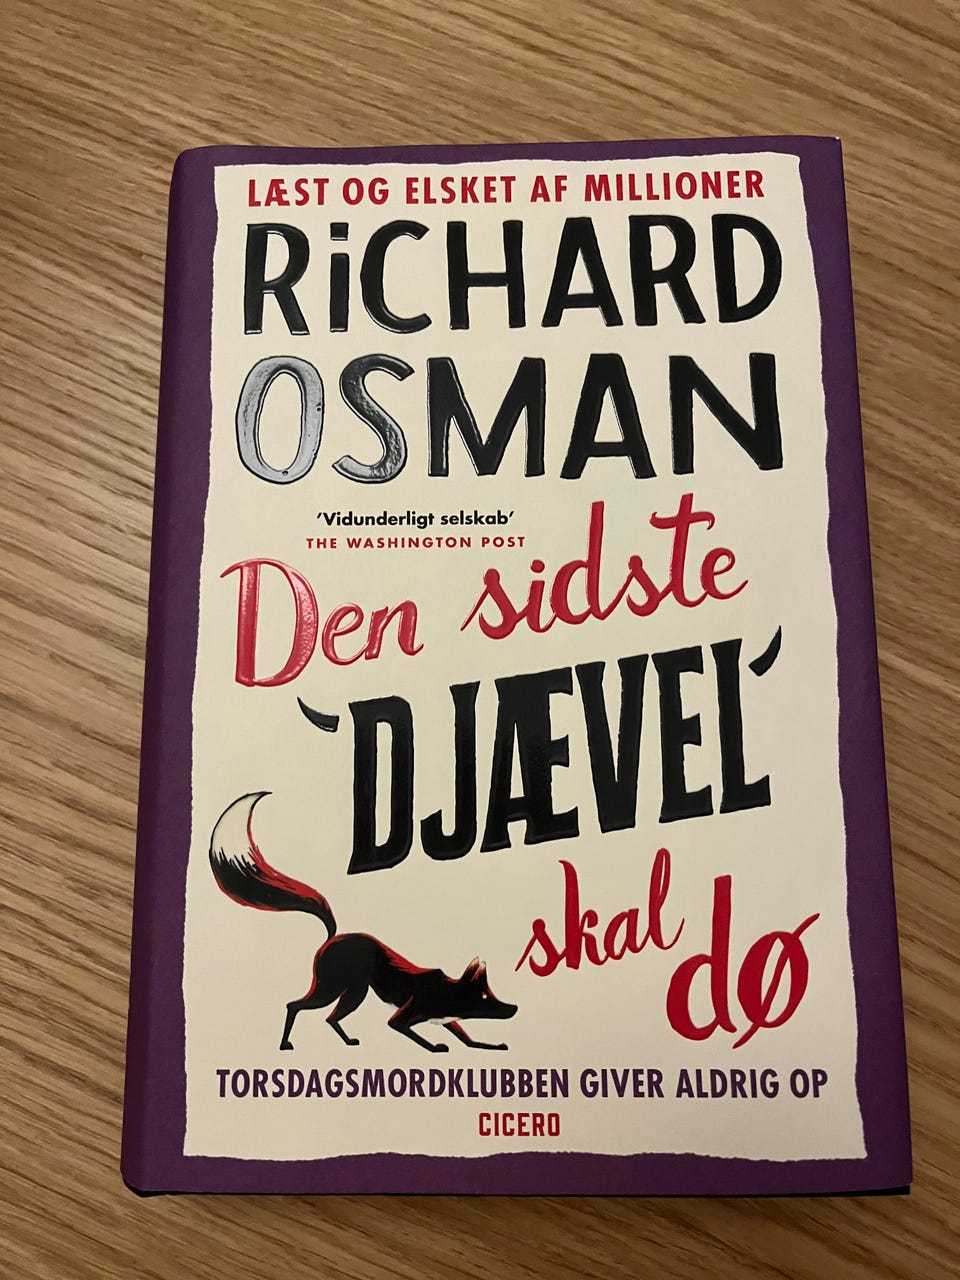 LÆST OG ELSKET AF MILLIONER
RiCHARD
OSMAN
'Vidunderligt selskab'
THE WASHINGTON POST
Den sidste
'DJÆVEL'
skal dø
TORSDAGSMORDKLUBBEN GIVER ALDRIG OP
CICERO